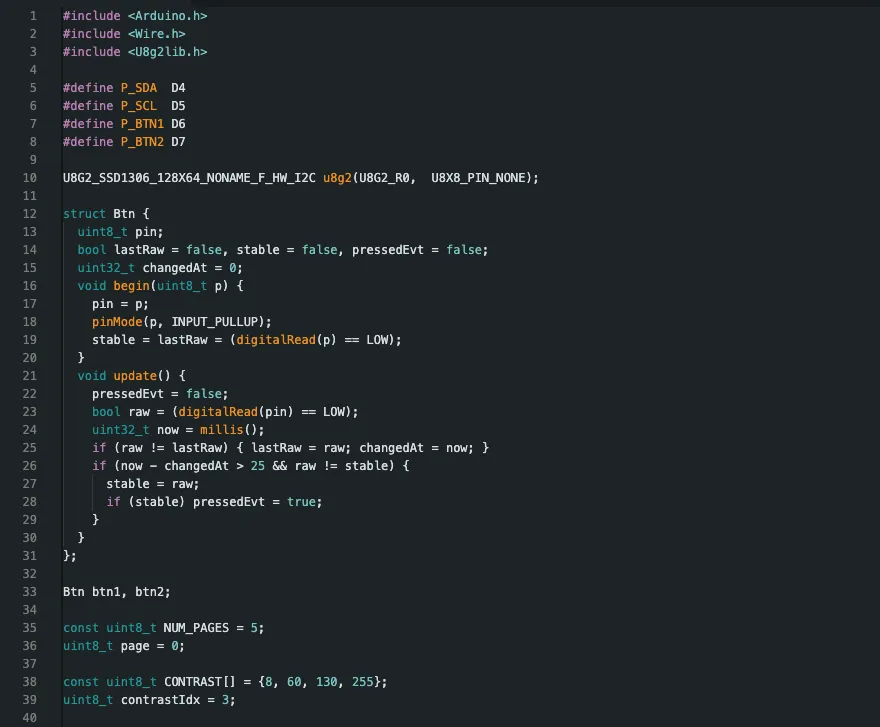 1 #include <Arduino.h>
2 #include <Wire.h>
3 #include <U8g2lib.h>
4
5 #define P_SDA  D4
6 #define P_SCL  D5
7 #define P_BTN1 D6
8 #define P_BTN2 D7
9
10 U8G2_SSD1306_128X64_NONAME_F_HW_I2C u8g2(U8G2_R0,  U8X8_PIN_NONE);
11
12 struct Btn {
13   uint8_t pin;
14   bool lastRaw = false, stable = false, pressedEvt = false;
15   uint32_t changedAt = 0;
16   void begin(uint8_t p) {
17     pin = p;
18     pinMode(p, INPUT_PULLUP);
19     stable = lastRaw = (digitalRead(p) == LOW);
20   }
21   void update() {
22     pressedEvt = false;
23     bool raw = (digitalRead(pin) == LOW);
24     uint32_t now = millis();
25     if (raw != lastRaw) { lastRaw = raw; changedAt = now; }
26     if (now - changedAt > 25 && raw != stable) {
27       stable = raw;
28       if (stable) pressedEvt = true;
29     }
30   }
31 };
32
33 Btn btn1, btn2;
34
35 const uint8_t NUM_PAGES = 5;
36 uint8_t page = 0;
37
38 const uint8_t CONTRAST[] = {8, 60, 130, 255};
39 uint8_t contrastIdx = 3;
40